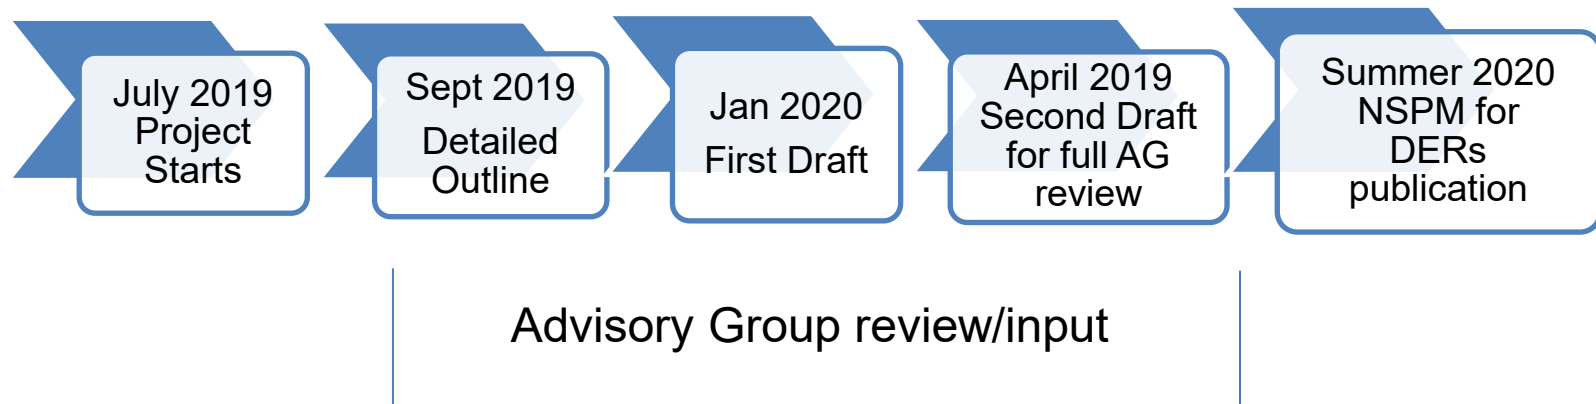 July 2019
Project
Starts
Sept 2019
Detailed
Outline
Jan 2020
First Draft
April 2019
Second Draft
for full AG
review
Summer 2020
NSPM for
DERs
publication
Advisory Group review/input